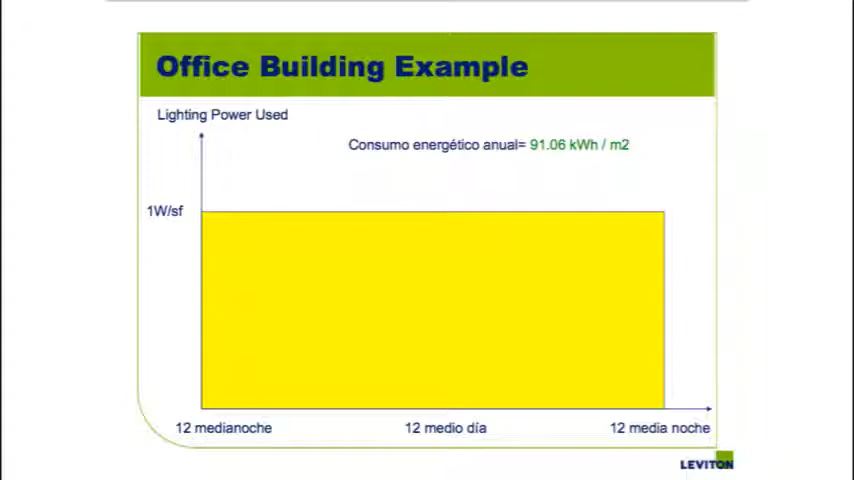 Office Building Example
Lighting Power Used
Consumo energético anual= 91.06 kWh / m2
1W/sf
12 medianoche
12 medio día
12 media noche
LEVITON